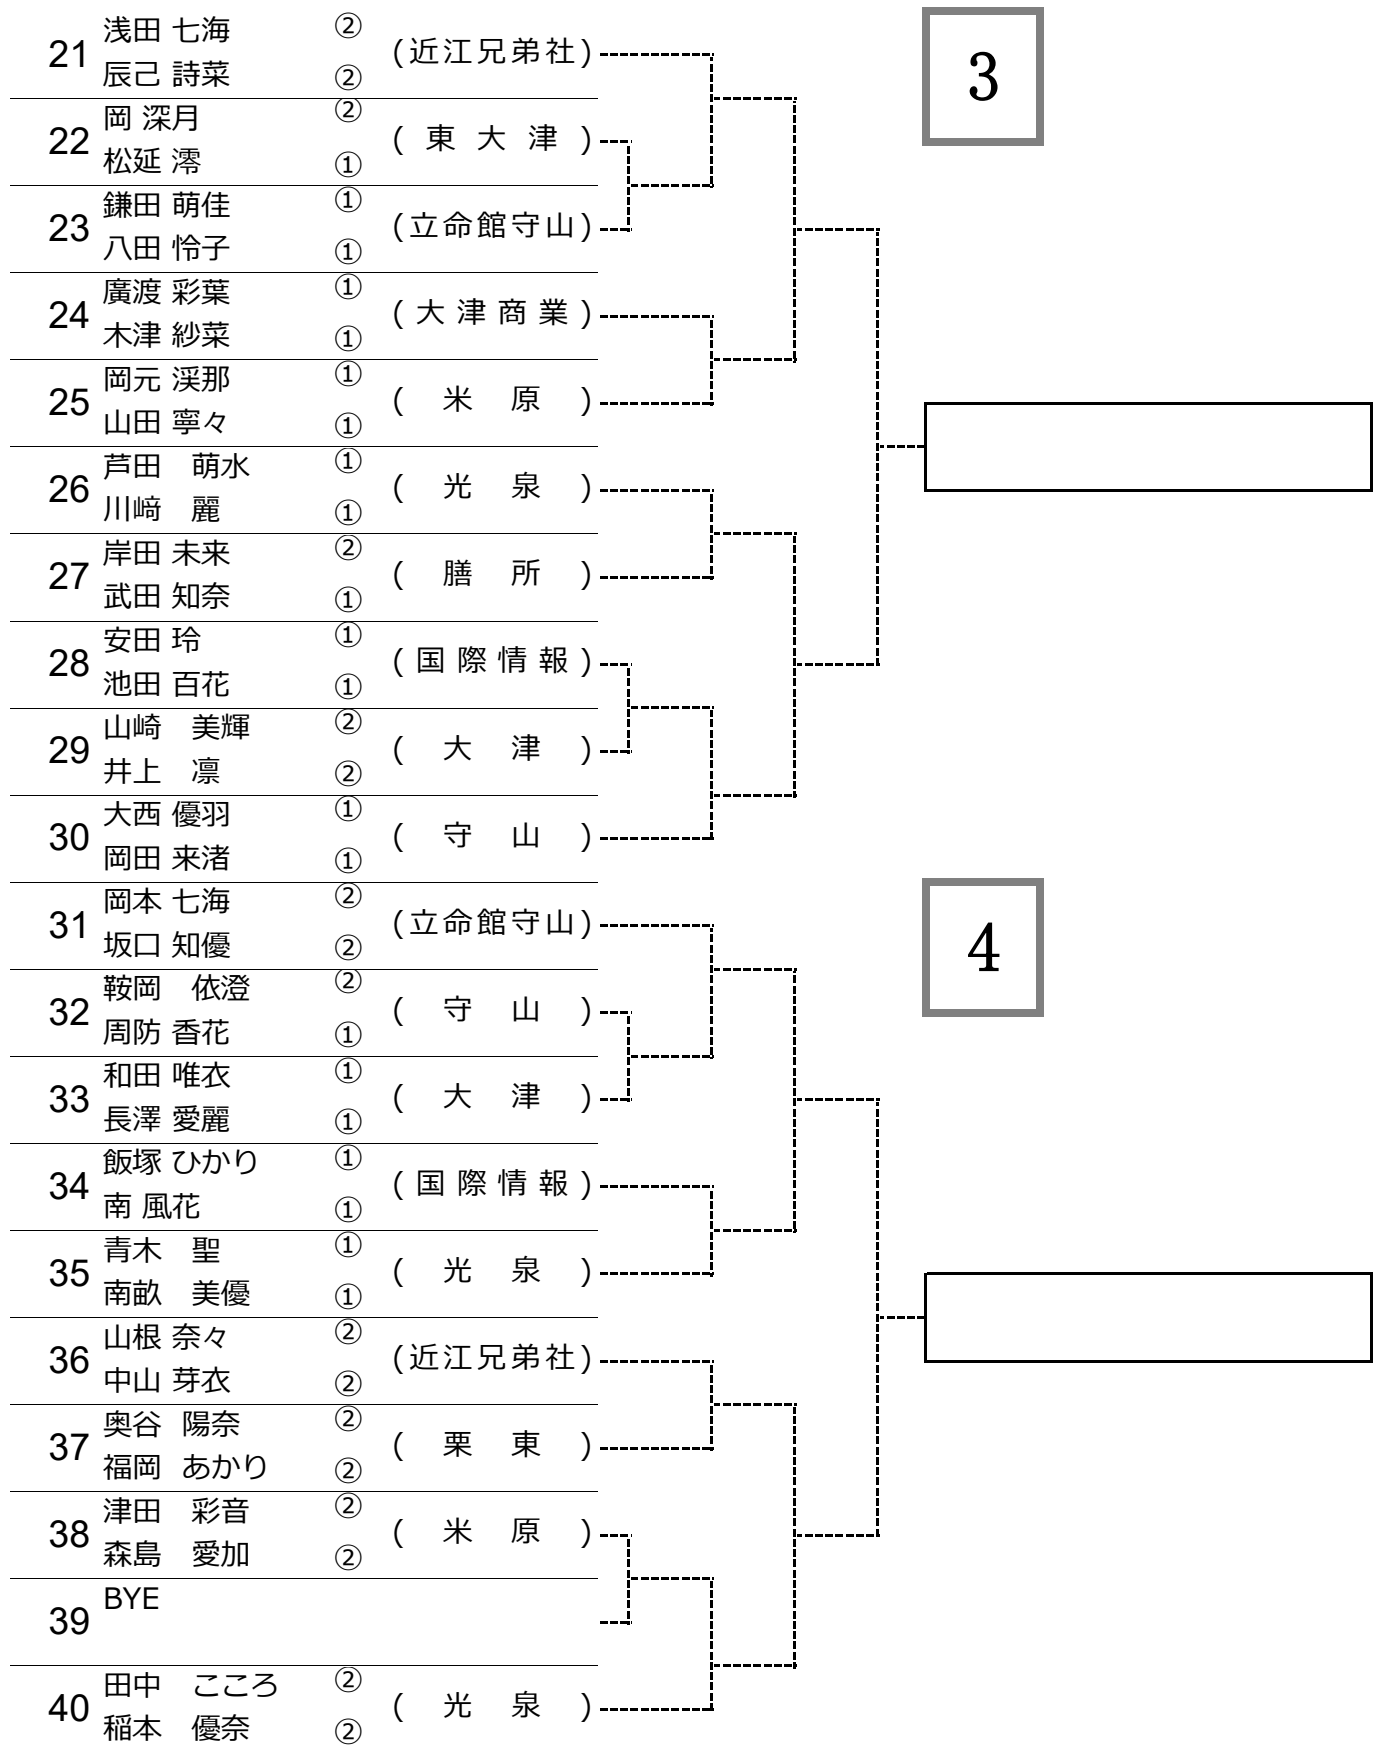 浅田 七海 ②
21 (近江兄弟社)
辰己 詩菜 ②
3
岡 深月 ②
22 (東大津)
松延 澪 ①
鎌田 萌佳 ①
23 (立命館守山)
八田 怜子 ①
廣渡 彩葉 ①
24 (大津商業)
木津 紗菜 ①
岡元 渓那 ①
25 (米原)
山田 寧々 ①
芦田 萌水 ①
26 (光泉)
川﨑 麗 ①
岸田 未来 ②
27 (膳所)
武田 知奈 ①
安田 玲 ①
28 (国際情報)
池田 百花 ①
山崎 美輝 ②
29 (大津)
井上 凛 ②
大西 優羽 ①
30 (守山)
岡田 来渚 ①
岡本 七海 ②
31 (立命館守山)
坂口 知優 ②
4
鞍岡 依澄 ②
32 (守山)
周防 香花 ①
和田 唯衣 ①
33 (大津)
長澤 愛麗 ①
飯塚 ひかり ①
34 (国際情報)
南 風花 ①
青木 聖 ①
35 (光泉)
南畝 美優 ①
山根 奈々 ②
36 (近江兄弟社)
中山 芽衣 ②
奥谷 陽奈 ②
37 (栗東)
福岡 あかり ②
津田 彩音 ②
38 (米原)
森島 愛加 ②
BYE
39
田中 こころ ②
40 (光泉)
稲本 優奈 ②